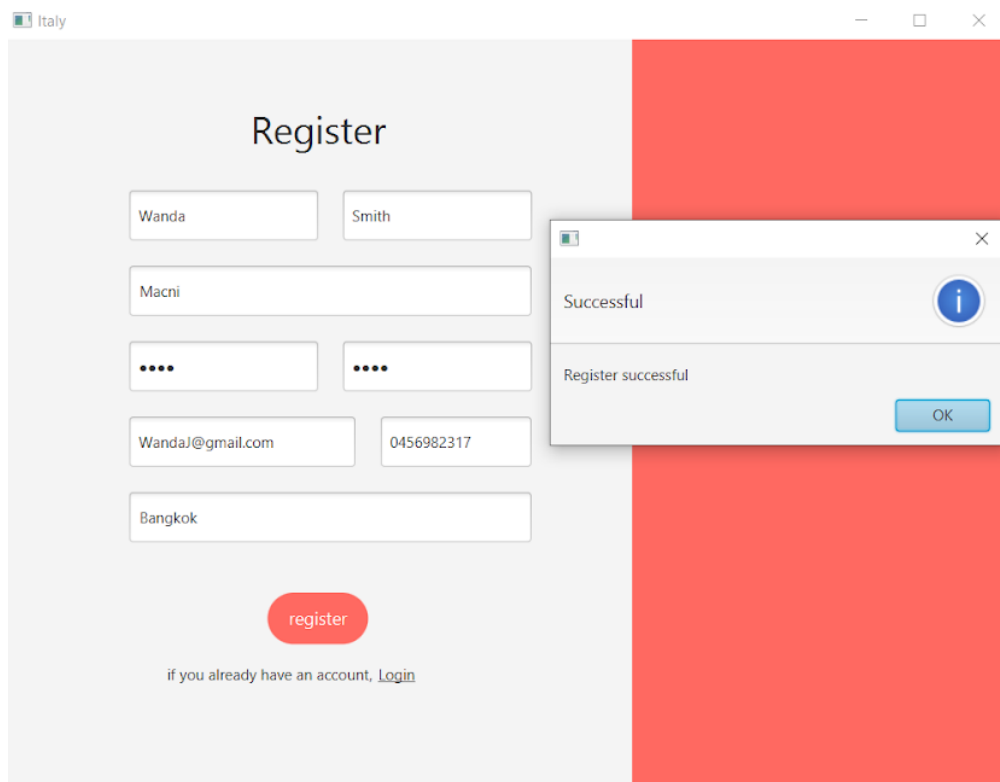 Italy
Register
Wanda Smith
Macni
•••• ••••
WandaJ@gmail.com 0456982317
Bangkok
register
if you already have an account, Login
Successful
Register successful
OK